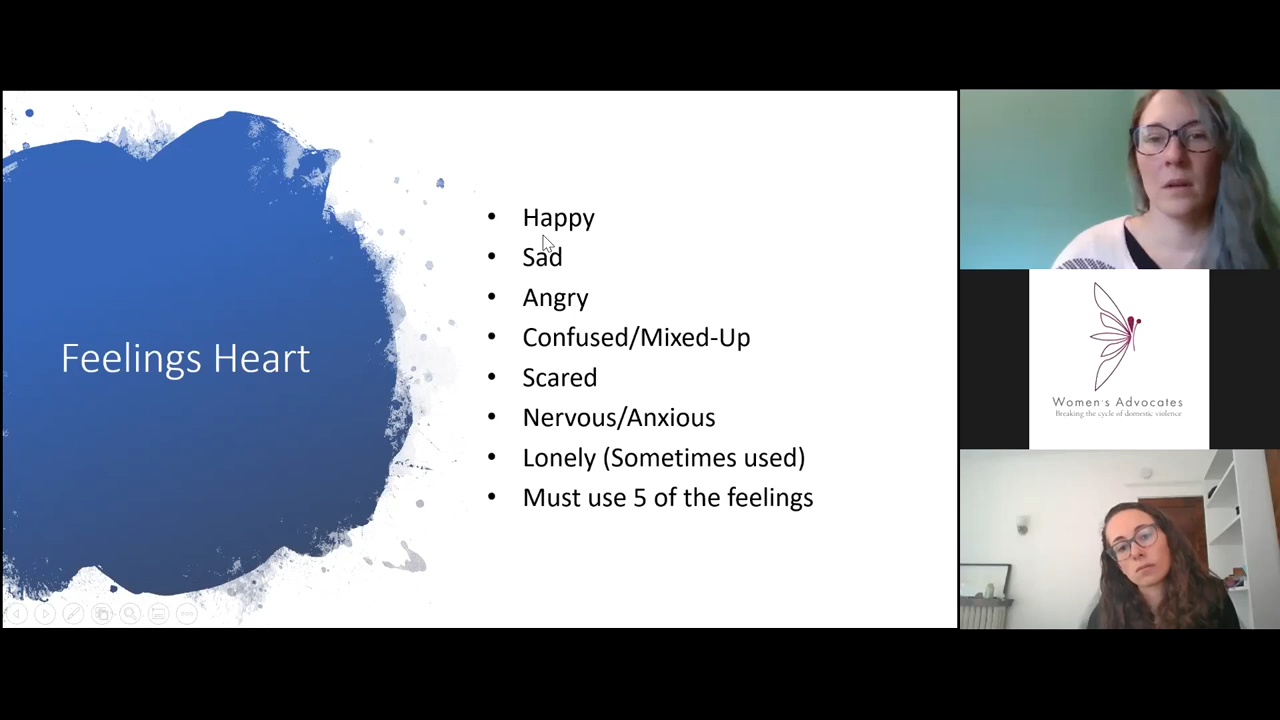 Feelings Heart
• Happy
• Sad
• Angry
• Confused/Mixed-Up
• Scared
• Nervous/Anxious
• Lonely (Sometimes used)
• Must use 5 of the feelings
Women's Advocates
Breaking the cycle of domestic violence